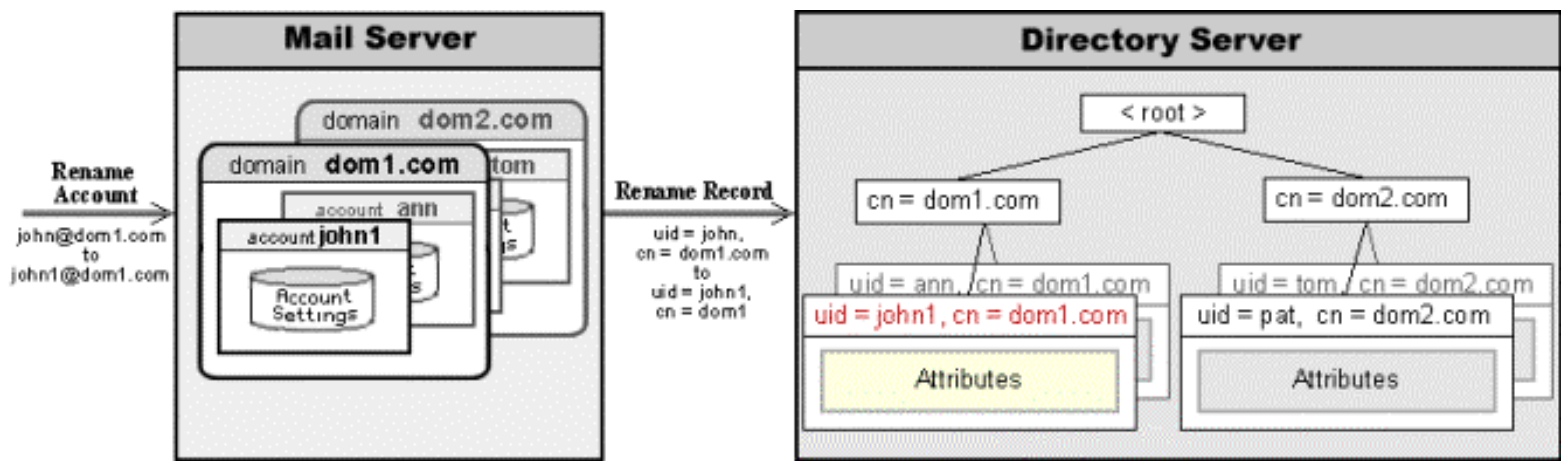 Mail Server
Directory Server
Rename
Account
john@dom1.com
to
john1@dom1.com
domain dom2.com
tom
domain dom1.com
account ann
account john1
Account
Settings
Rename Record
uid = john,
cn = dom1.com
to
uid = john1,
cn = dom1
< root >
cn = dom1.com
cn = dom2.com
uid = ann, cn = dom1.com
uid = john1, cn = dom1.com
Attributes
uid = tom, cn = dom2.com
uid = pat, cn = dom2.com
Attributes